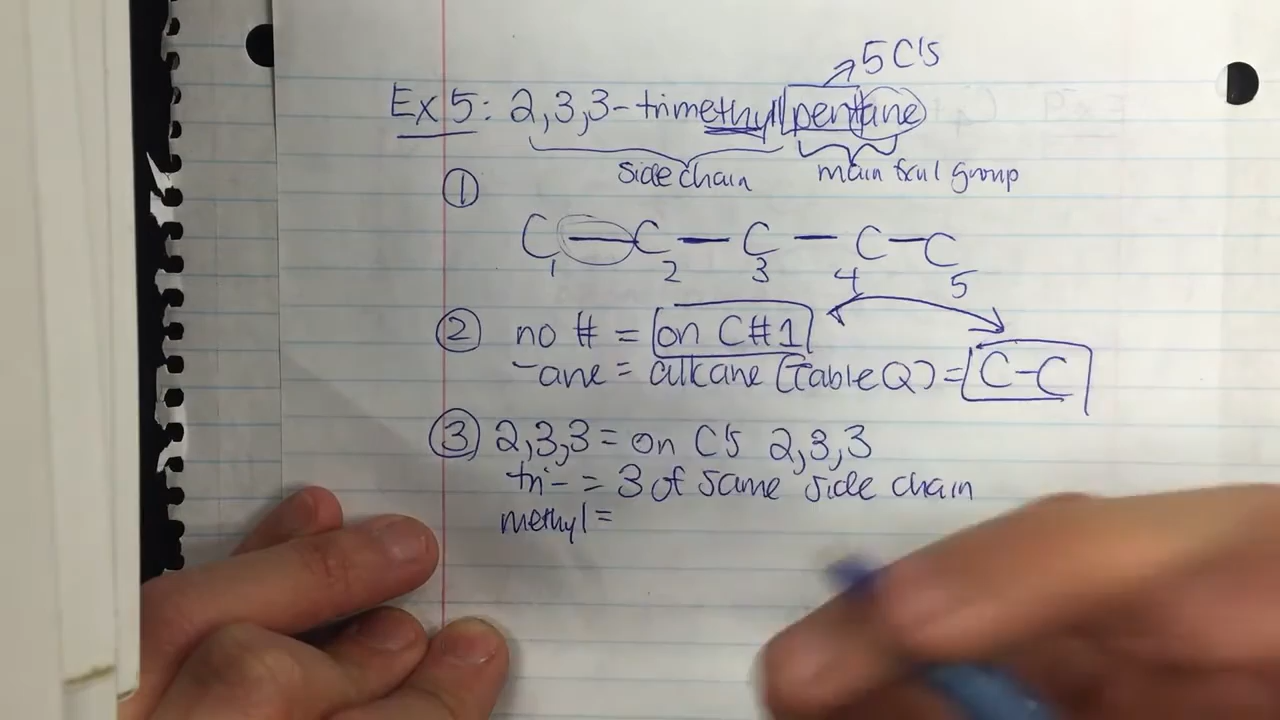 5 C's
Ex 5: 2,3,3-trimethylpentane
side chain main fxnl group
①
C — C — C — C — C
1 2 3 4 5
② no # = on C#1
-ane = alkane (Table Q) = C-C
③ 2,3,3 = on C's 2,3,3
tri- = 3 of same side chain
methyl =